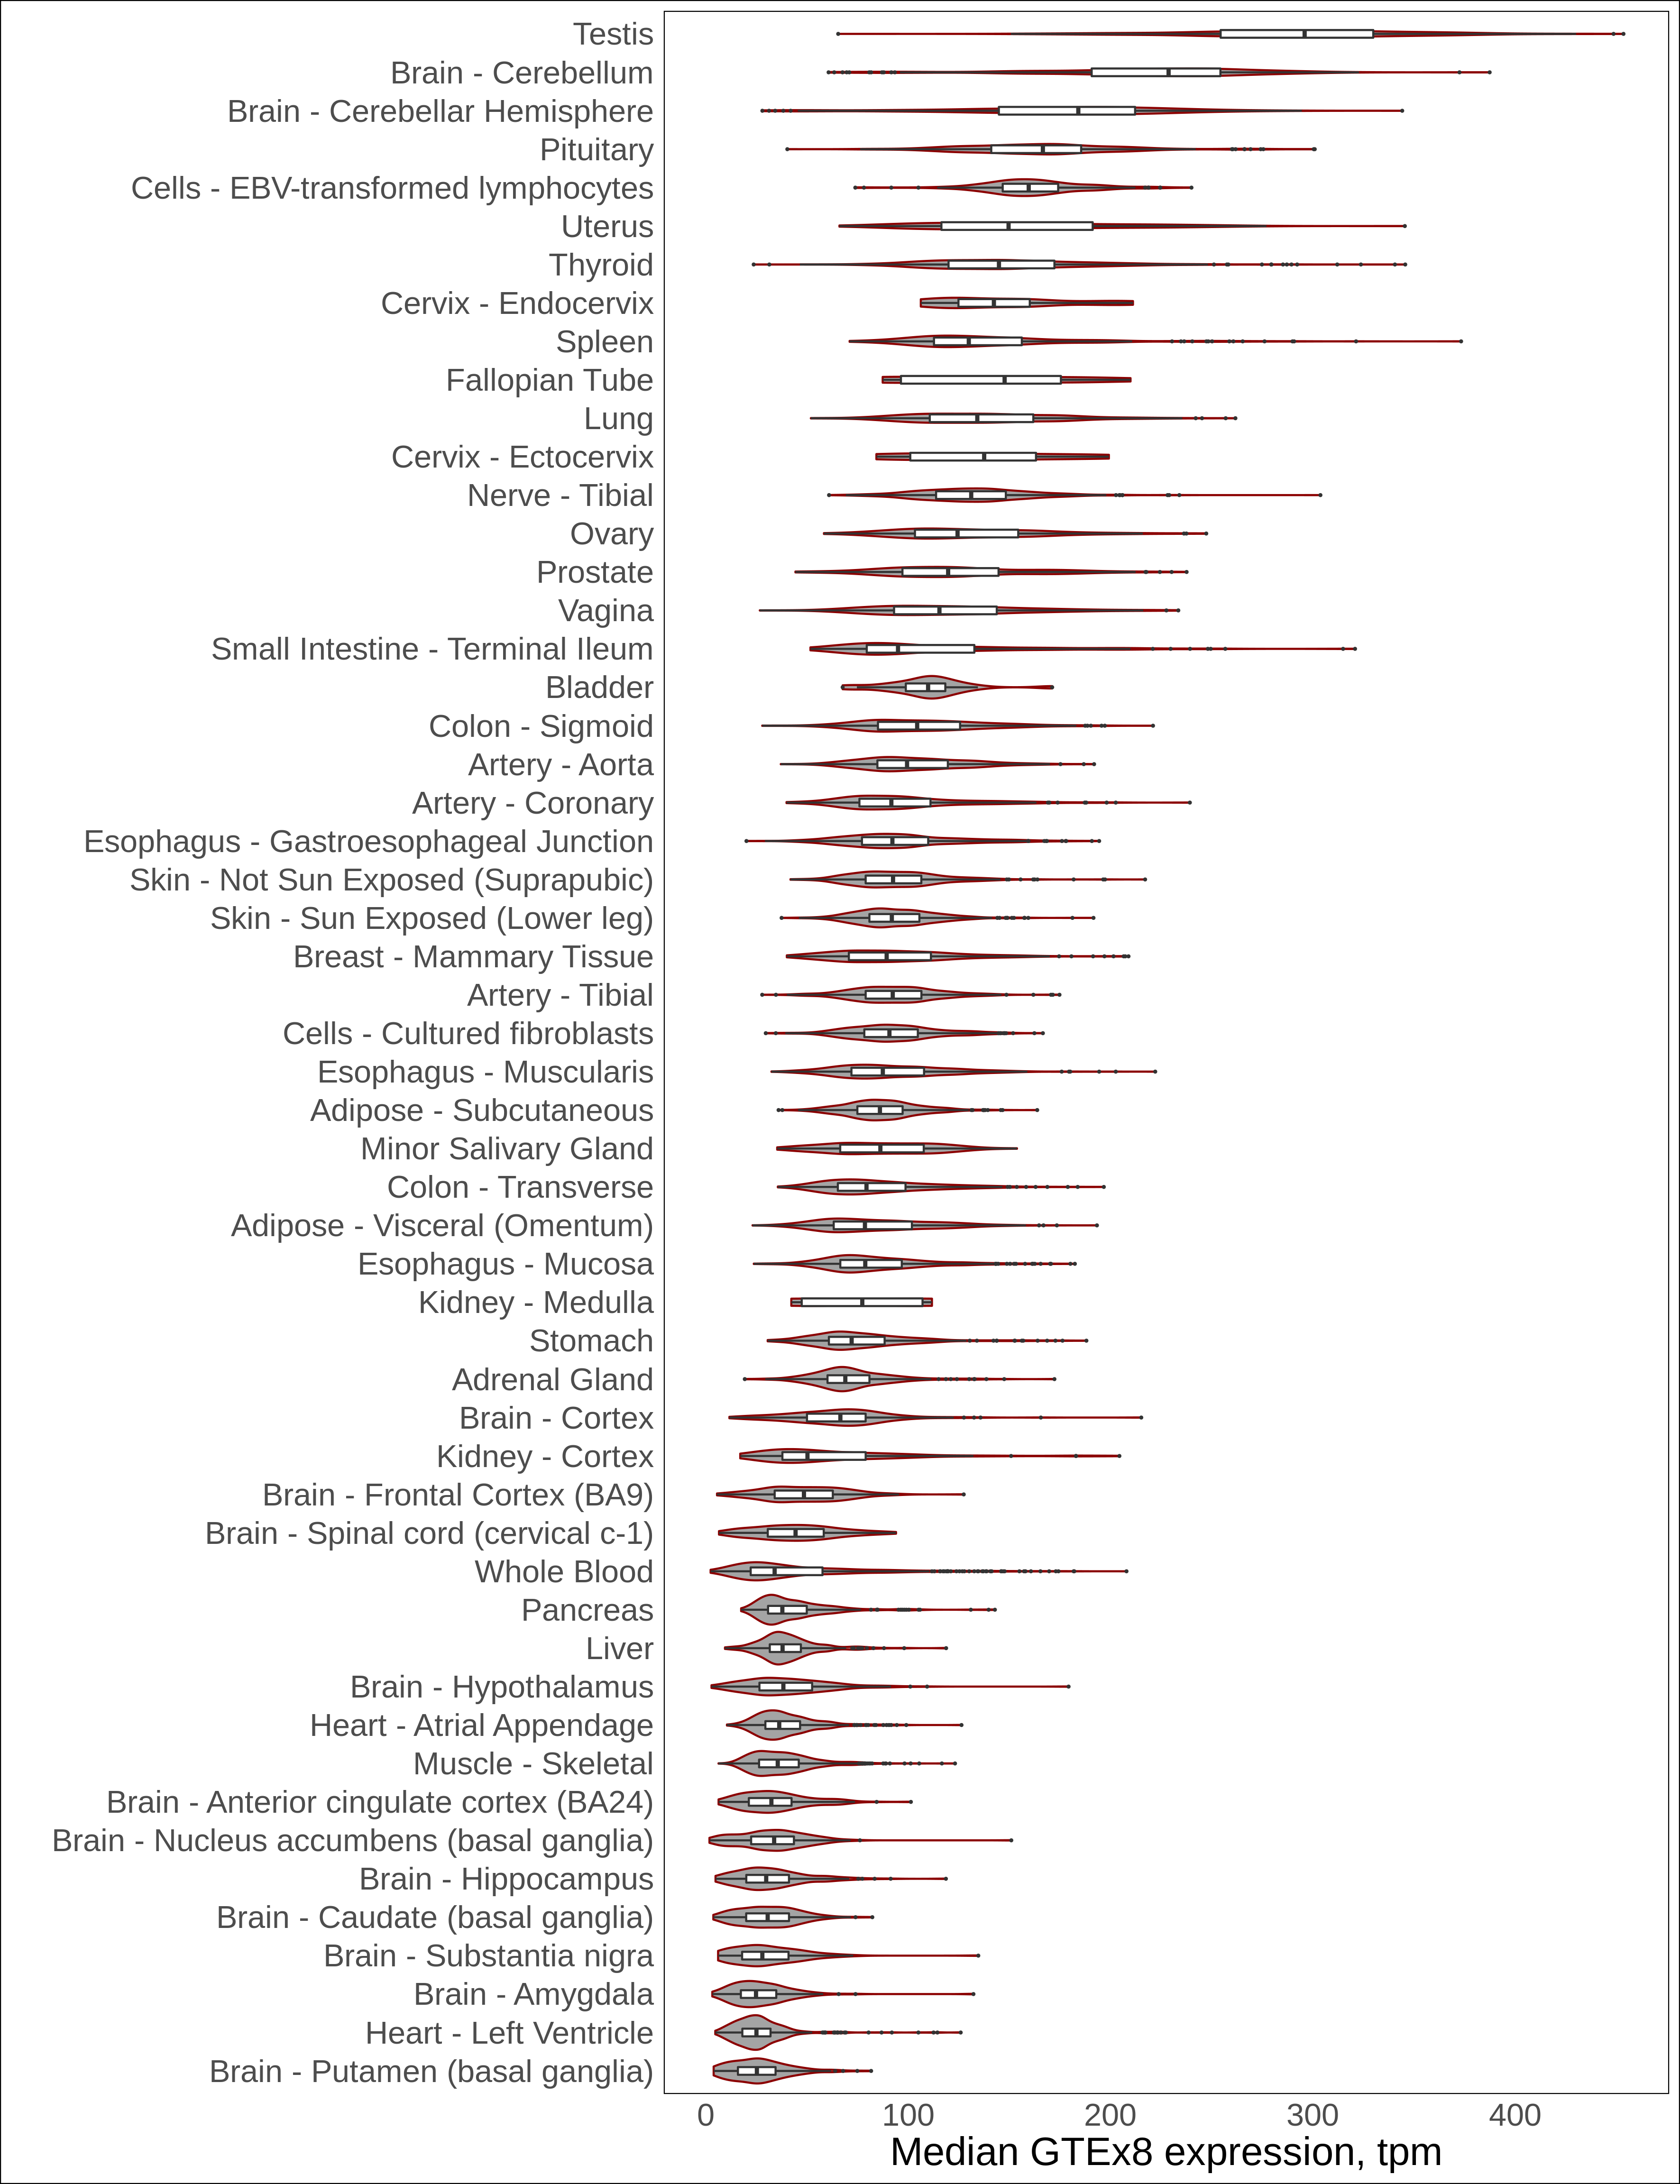 Testis
Brain - Cerebellum
Brain - Cerebellar Hemisphere
Pituitary
Cells - EBV-transformed lymphocytes
Uterus
Thyroid
Cervix - Endocervix
Spleen
Fallopian Tube
Lung
Cervix - Ectocervix
Nerve - Tibial
Ovary
Prostate
Vagina
Small Intestine - Terminal Ileum
Bladder
Colon - Sigmoid
Artery - Aorta
Artery - Coronary
Esophagus - Gastroesophageal Junction
Skin - Not Sun Exposed (Suprapubic)
Skin - Sun Exposed (Lower leg)
Breast - Mammary Tissue
Artery - Tibial
Cells - Cultured fibroblasts
Esophagus - Muscularis
Adipose - Subcutaneous
Minor Salivary Gland
Colon - Transverse
Adipose - Visceral (Omentum)
Esophagus - Mucosa
Kidney - Medulla
Stomach
Adrenal Gland
Brain - Cortex
Kidney - Cortex
Brain - Frontal Cortex (BA9)
Brain - Spinal cord (cervical c-1)
Whole Blood
Pancreas
Liver
Brain - Hypothalamus
Heart - Atrial Appendage
Muscle - Skeletal
Brain - Anterior cingulate cortex (BA24)
Brain - Nucleus accumbens (basal ganglia)
Brain - Hippocampus
Brain - Caudate (basal ganglia)
Brain - Substantia nigra
Brain - Amygdala
Heart - Left Ventricle
Brain - Putamen (basal ganglia)
0 100 200 300 400
Median GTEx8 expression, tpm